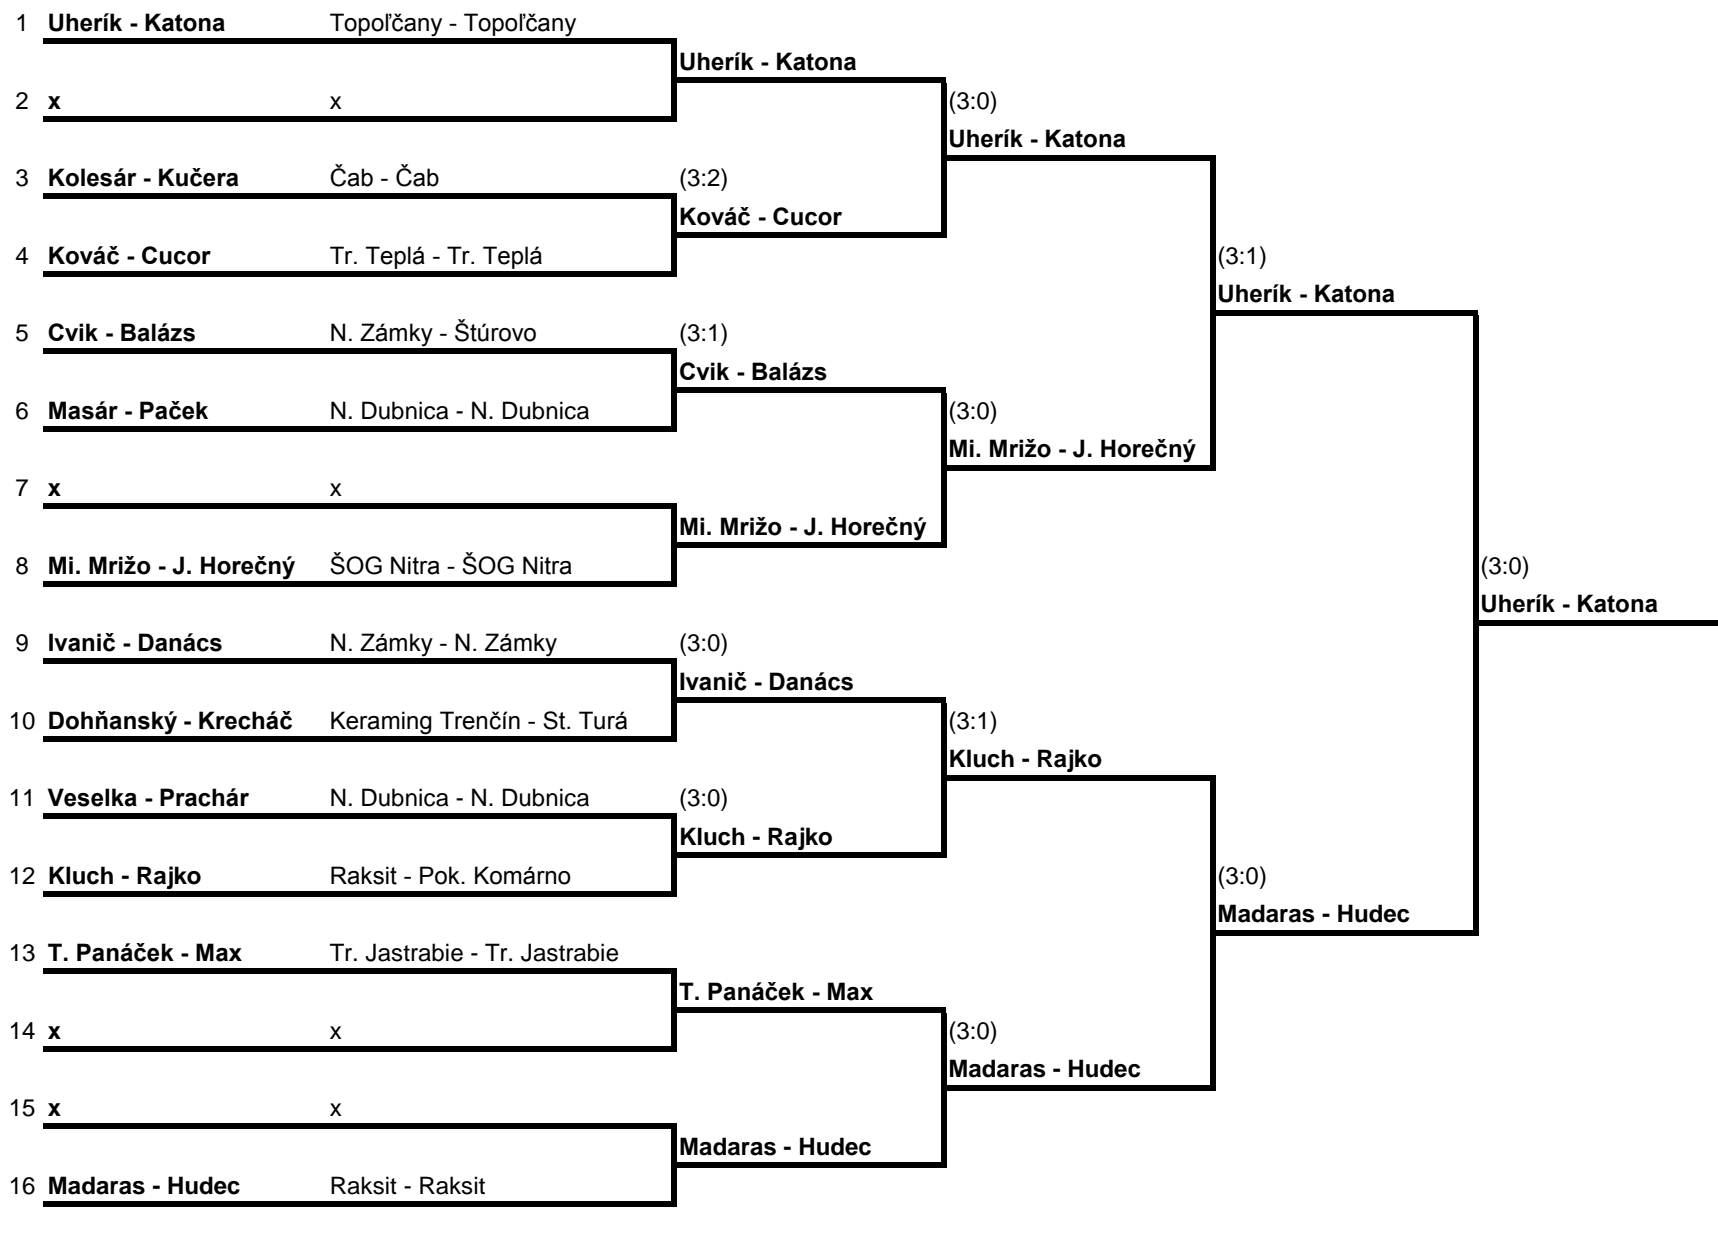 1 Uherík - Katona Topoľčany - Topoľčany
Uherík - Katona
2 x x (3:0)
Uherík - Katona
3 Kolesár - Kučera Čab - Čab (3:2)
Kováč - Cucor
4 Kováč - Cucor Tr. Teplá - Tr. Teplá (3:1)
Uherík - Katona
5 Cvik - Balázs N. Zámky - Štúrovo (3:1)
Cvik - Balázs
6 Masár - Paček N. Dubnica - N. Dubnica (3:0)
Mi. Mrižo - J. Horečný
7 x x
Mi. Mrižo - J. Horečný
8 Mi. Mrižo - J. Horečný ŠOG Nitra - ŠOG Nitra (3:0)
Uherík - Katona
9 Ivanič - Danács N. Zámky - N. Zámky (3:0)
Ivanič - Danács
10 Dohňanský - Krecháč Keraming Trenčín - St. Turá (3:1)
Kluch - Rajko
11 Veselka - Prachár N. Dubnica - N. Dubnica (3:0)
Kluch - Rajko
12 Kluch - Rajko Raksit - Pok. Komárno (3:0)
Madaras - Hudec
13 T. Panáček - Max Tr. Jastrabie - Tr. Jastrabie
T. Panáček - Max
14 x x (3:0)
Madaras - Hudec
15 x x
Madaras - Hudec
16 Madaras - Hudec Raksit - Raksit